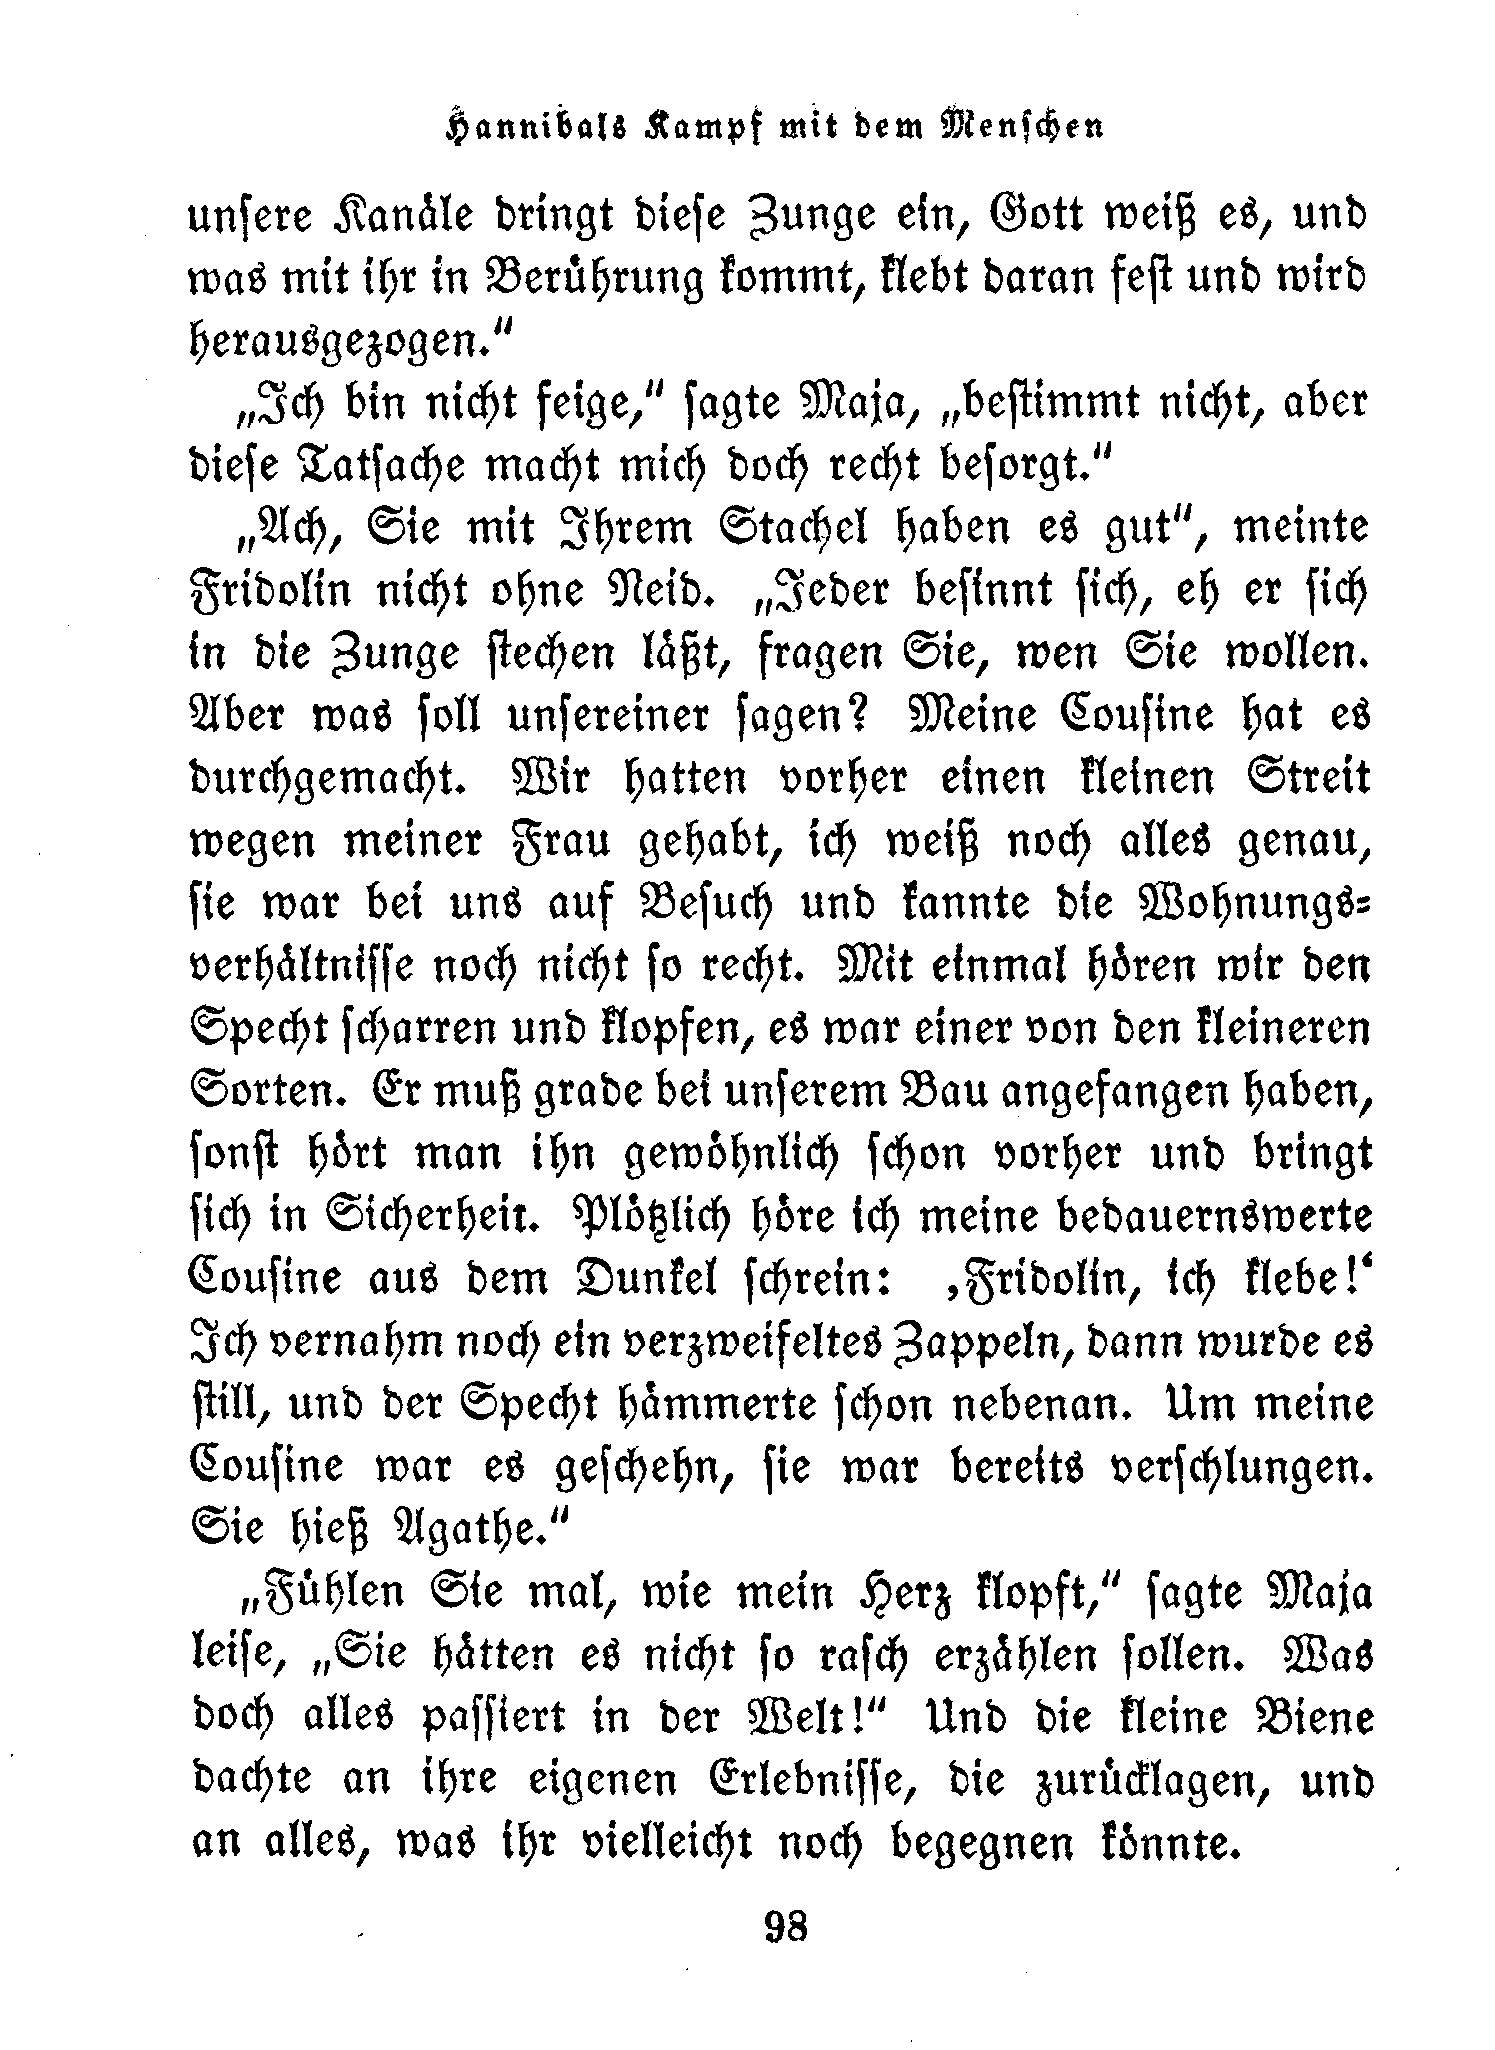 Hannibals Kampf mit dem Menschen
unsere Kanäle dringt diese Zunge ein, Gott weiß es, und
was mit ihr in Berührung kommt, klebt daran fest und wird
herausgezogen.“
„Ich bin nicht feige,“ sagte Maja, „bestimmt nicht, aber
diese Tatsache macht mich doch recht besorgt.“
„Ach, Sie mit Ihrem Stachel haben es gut“, meinte
Fridolin nicht ohne Neid. „Jeder besinnt sich, eh er sich
in die Zunge stechen läßt, fragen Sie, wen Sie wollen.
Aber was soll unsereiner sagen? Meine Cousine hat es
durchgemacht. Wir hatten vorher einen kleinen Streit
wegen meiner Frau gehabt, ich weiß noch alles genau,
sie war bei uns auf Besuch und kannte die Wohnungs-
verhältnisse noch nicht so recht. Mit einmal hören wir den
Specht scharren und klopfen, es war einer von den kleineren
Sorten. Er muß grade bei unserem Bau angefangen haben,
sonst hört man ihn gewöhnlich schon vorher und bringt
sich in Sicherheit. Plötzlich höre ich meine bedauernswerte
Cousine aus dem Dunkel schrein: ‚Fridolin, ich klebe!‘
Ich vernahm noch ein verzweifeltes Zappeln, dann wurde es
still, und der Specht hämmerte schon nebenan. Um meine
Cousine war es geschehn, sie war bereits verschlungen.
Sie hieß Agathe.“
„Fühlen Sie mal, wie mein Herz klopft,“ sagte Maja
leise, „Sie hätten es nicht so rasch erzählen sollen. Was
doch alles passiert in der Welt!“ Und die kleine Biene
dachte an ihre eigenen Erlebnisse, die zurücklagen, und
an alles, was ihr vielleicht noch begegnen könnte.
98